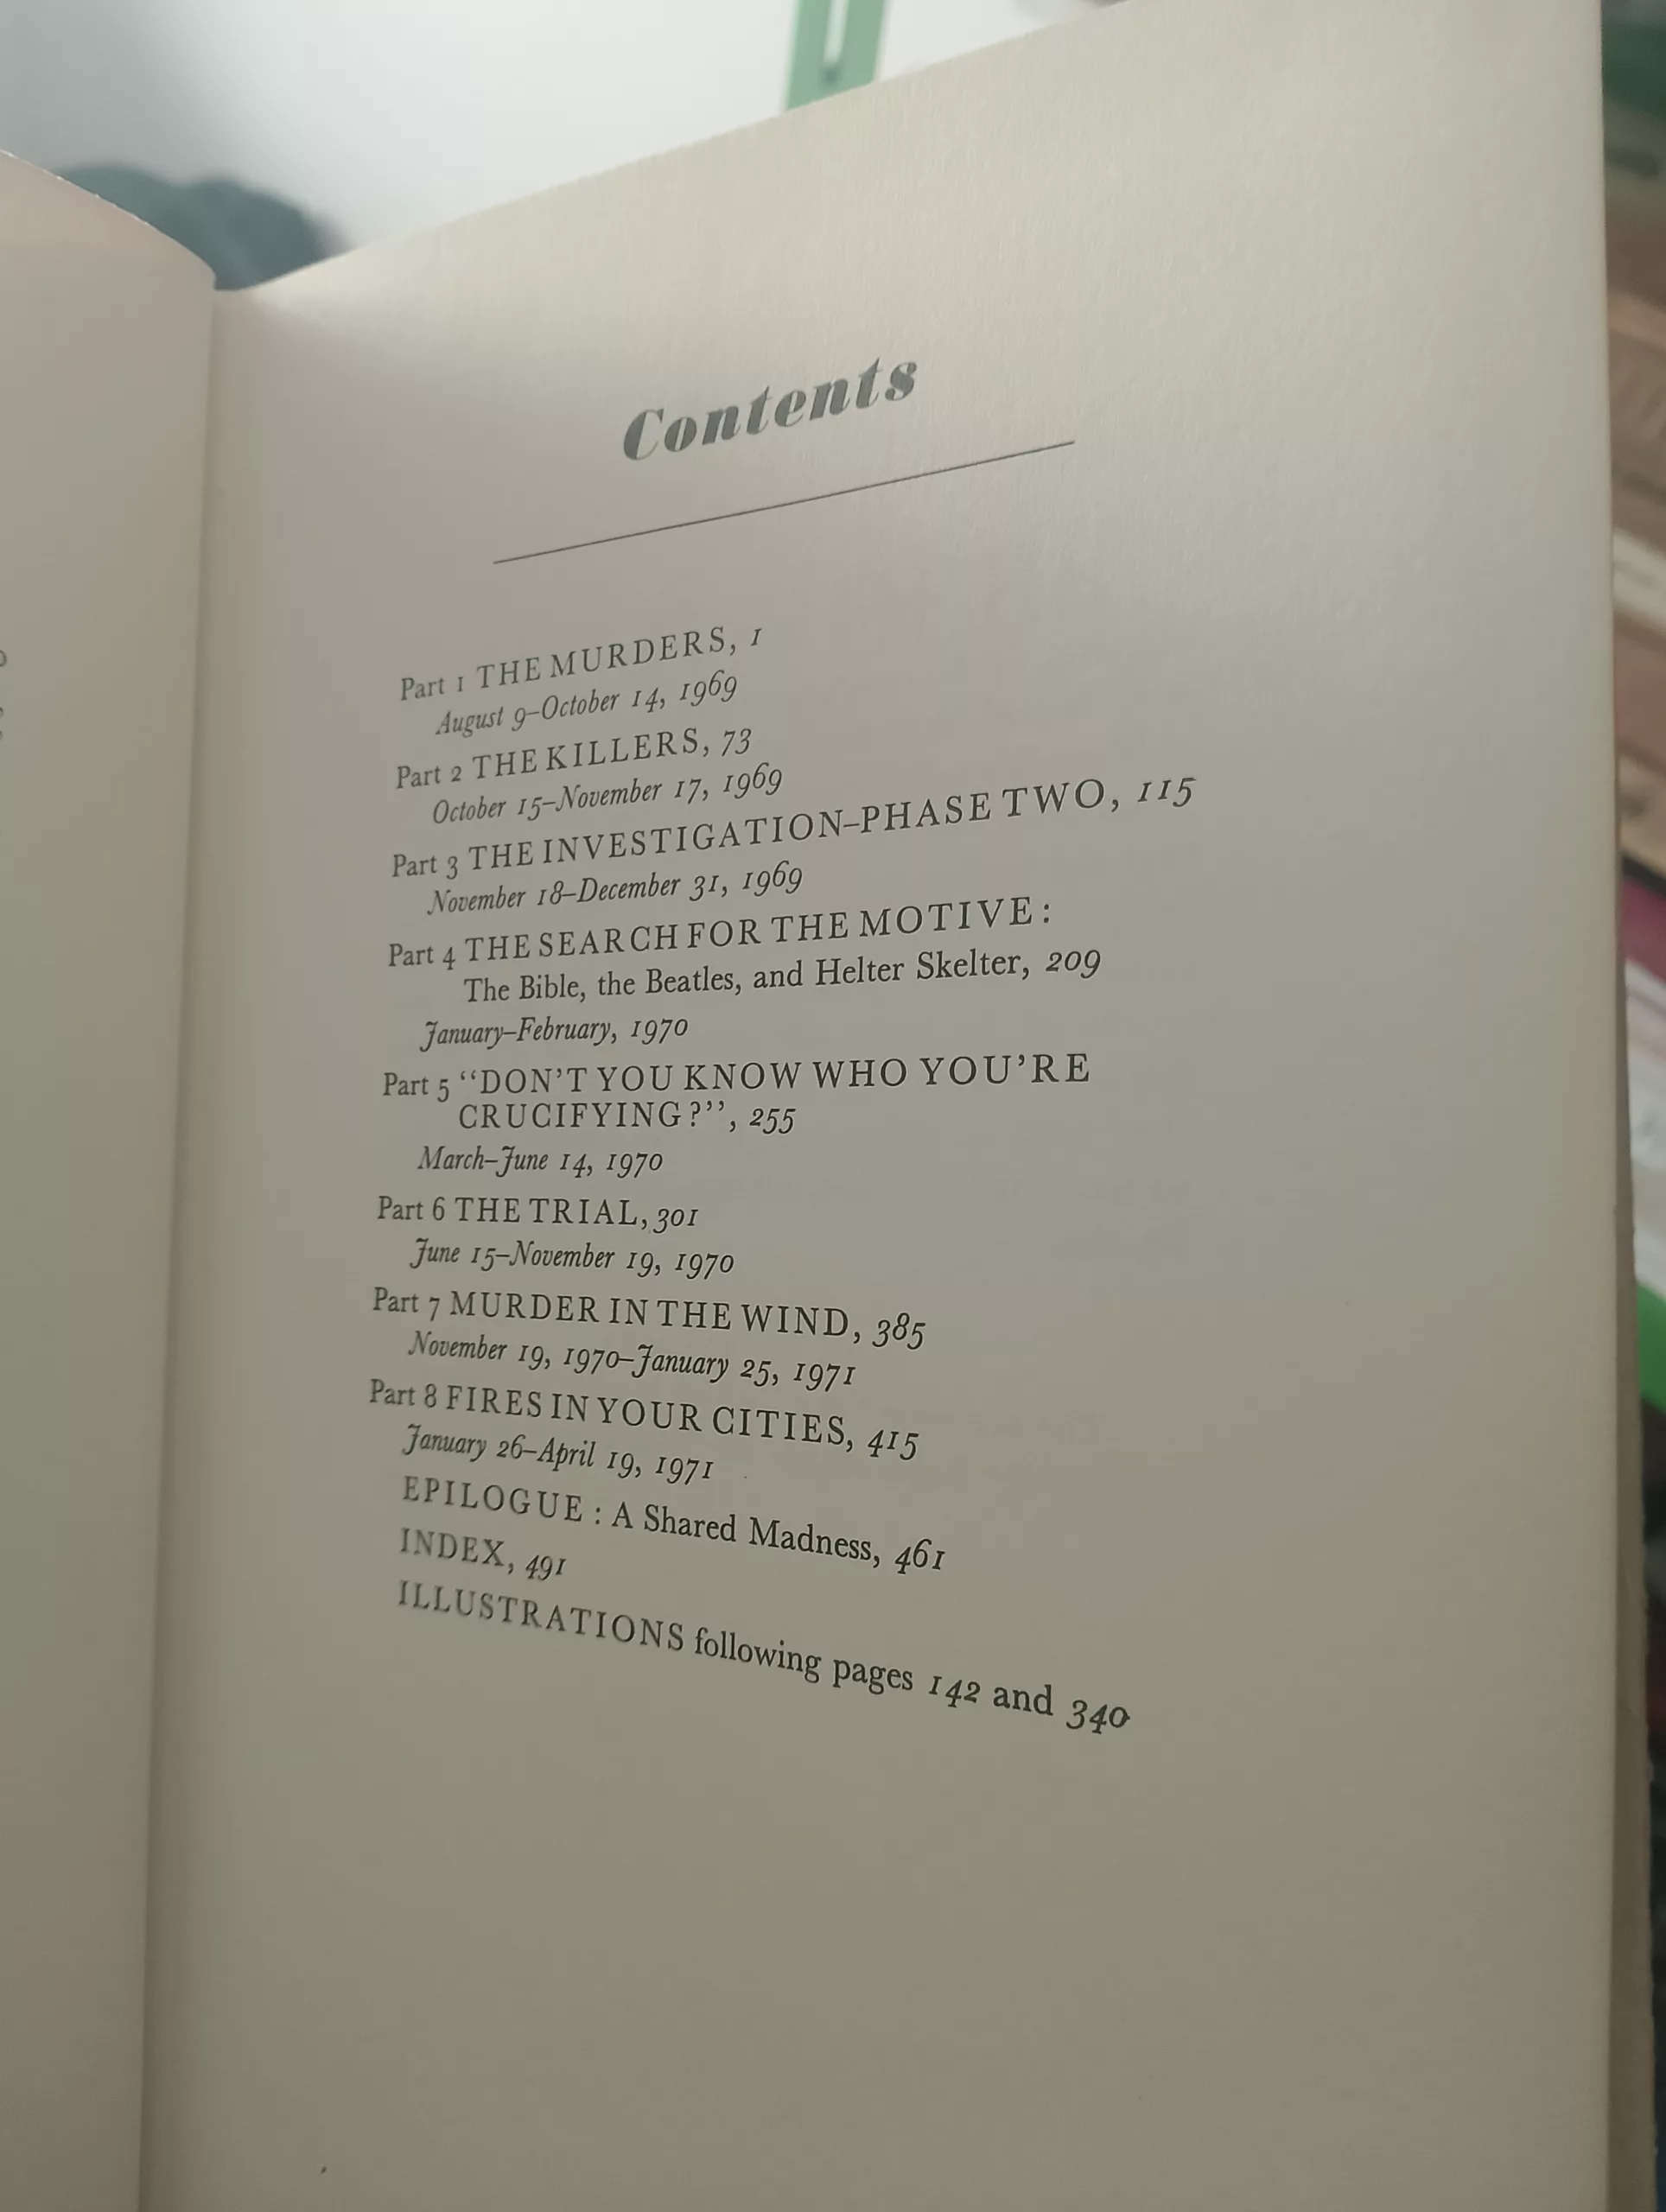 Contents
Part 1 THE MURDERS, 1
August 9–October 14, 1969
Part 2 THE KILLERS, 73
October 15–November 17, 1969
Part 3 THE INVESTIGATION–PHASE TWO, 115
November 18–December 31, 1969
Part 4 THE SEARCH FOR THE MOTIVE:
The Bible, the Beatles, and Helter Skelter, 209
January–February, 1970
Part 5 “DON’T YOU KNOW WHO YOU’RE
CRUCIFYING?”, 255
March–June 14, 1970
Part 6 THE TRIAL, 301
June 15–November 19, 1970
Part 7 MURDER IN THE WIND, 385
November 19, 1970–January 25, 1971
Part 8 FIRES IN YOUR CITIES, 415
January 26–April 19, 1971
EPILOGUE: A Shared Madness, 461
INDEX, 491
ILLUSTRATIONS following pages 142 and 340